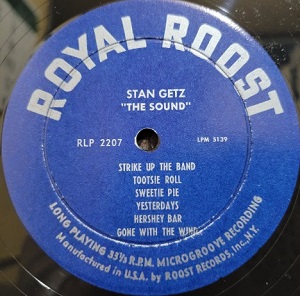 ROYAL ROOST
STAN GETZ
"THE SOUND"
RLP 2207
LPM 5139
STRIKE UP THE BAND
TOOTSIE ROLL
SWEETIE PIE
YESTERDAYS
HERSHEY BAR
GONE WITH THE WIND
LONG PLAYING 33⅓ R.P.M. MICROGROOVE RECORDING
Manufactured in U.S.A. by ROOST RECORDS, Inc, N.Y.